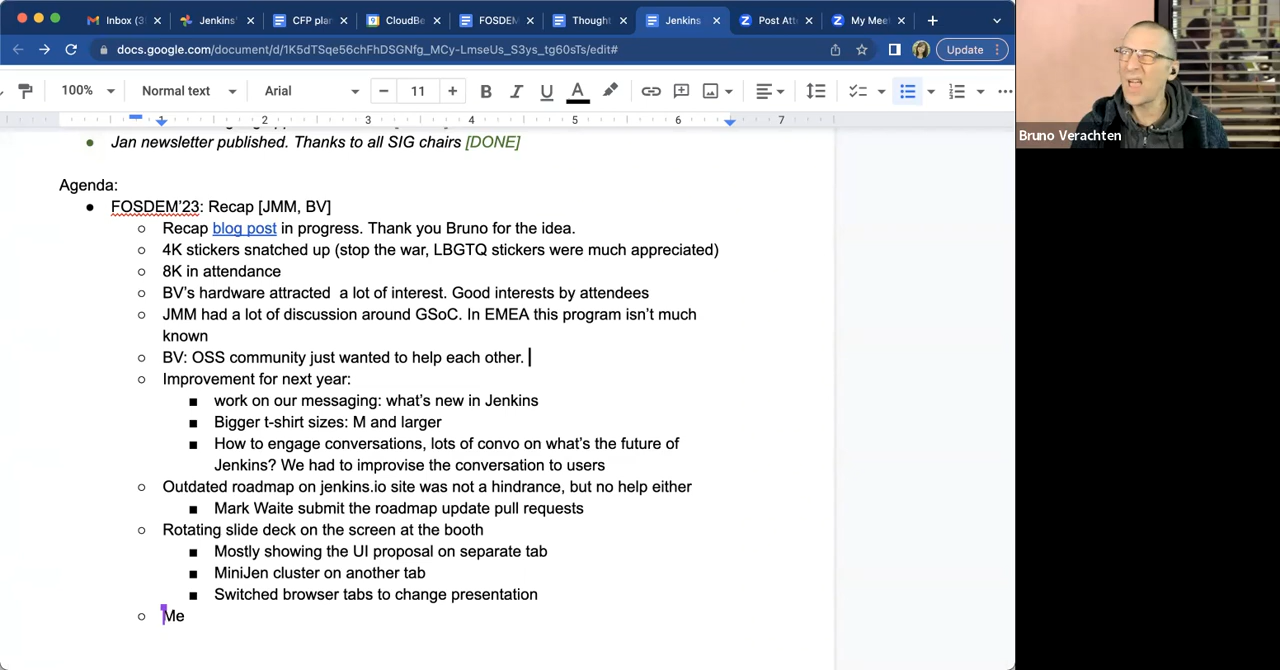 Inbox (3
Jenkins'
CFP plan
CloudBe
FOSDEM
Thought
Jenkins
Post Att
My Mee
docs.google.com/document/d/1K5dTSqe56chFhDSGNfg_MCy-LmseUs_S3ys_tg60sTs/edit#
Update
100%
Normal text
Arial
11
B I U A
1 2 3 4 5 6 7
Jan newsletter published. Thanks to all SIG chairs [DONE]
Agenda:
FOSDEM'23: Recap [JMM, BV]
Recap blog post in progress. Thank you Bruno for the idea.
4K stickers snatched up (stop the war, LBGTQ stickers were much appreciated)
8K in attendance
BV's hardware attracted a lot of interest. Good interests by attendees
JMM had a lot of discussion around GSoC. In EMEA this program isn't much
known
BV: OSS community just wanted to help each other.
Improvement for next year:
work on our messaging: what's new in Jenkins
Bigger t-shirt sizes: M and larger
How to engage conversations, lots of convo on what's the future of
Jenkins? We had to improvise the conversation to users
Outdated roadmap on jenkins.io site was not a hindrance, but no help either
Mark Waite submit the roadmap update pull requests
Rotating slide deck on the screen at the booth
Mostly showing the UI proposal on separate tab
MiniJen cluster on another tab
Switched browser tabs to change presentation
Me
Bruno Verachten